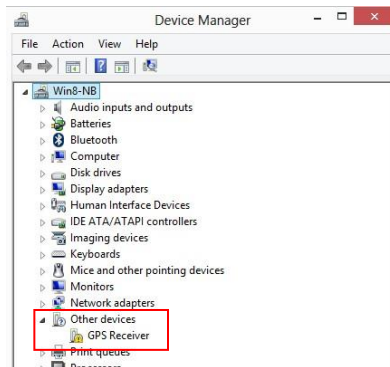 Device Manager
File Action View Help
Win8-NB
Audio inputs and outputs
Batteries
Bluetooth
Computer
Disk drives
Display adapters
Human Interface Devices
IDE ATA/ATAPI controllers
Imaging devices
Keyboards
Mice and other pointing devices
Monitors
Network adapters
Other devices
GPS Receiver
Print queues
Processors